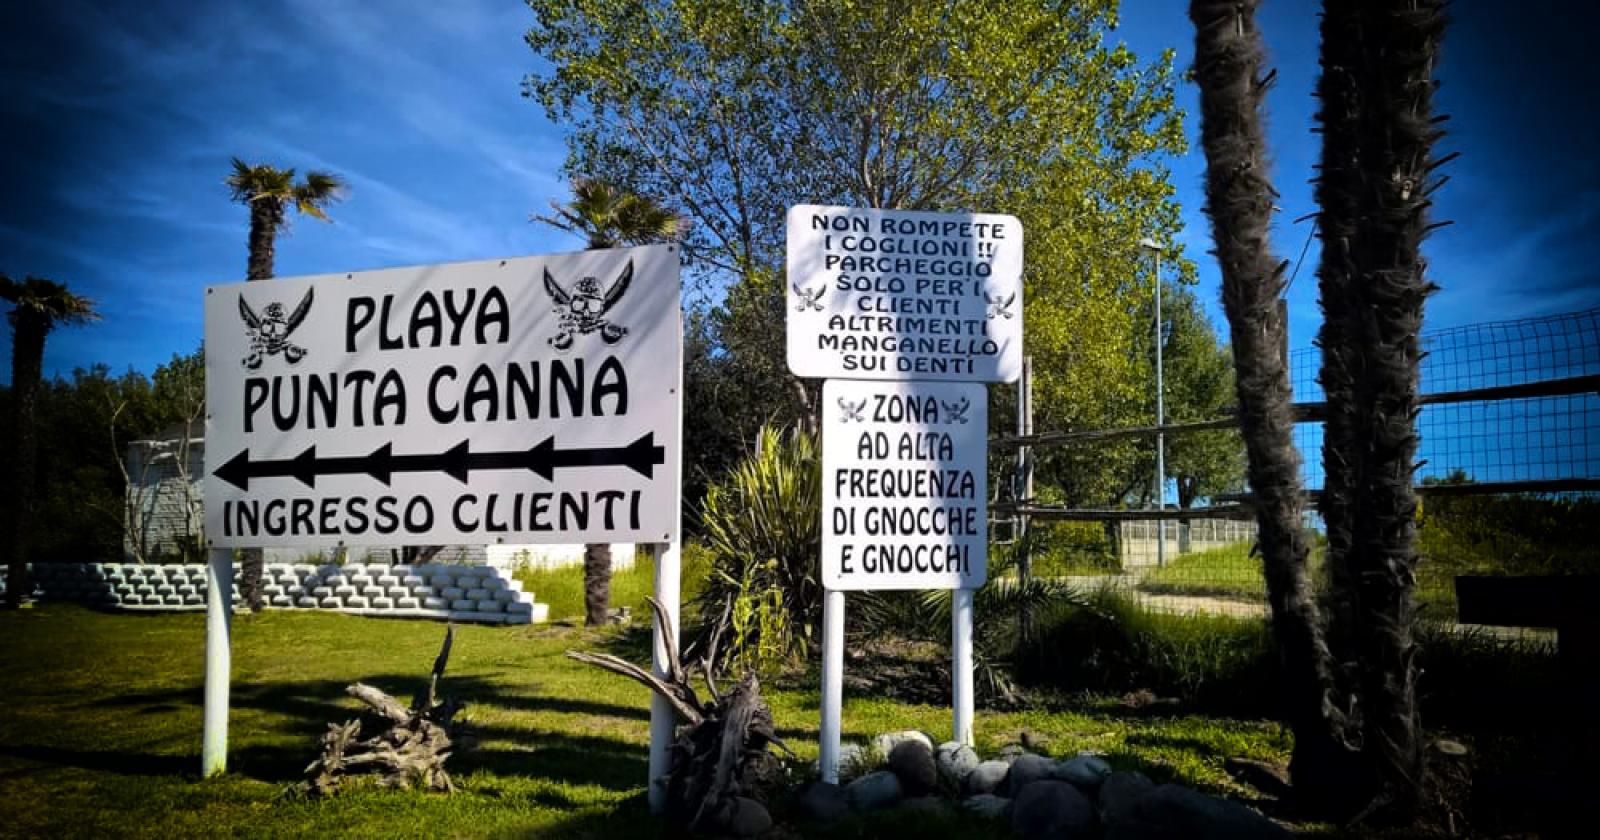 PLAYA
PUNTA CANNA
INGRESSO CLIENTI
NON ROMPETE
I COGLIONI !!
PARCHEGGIO
SOLO PER I
CLIENTI
ALTRIMENTI
MANGANELLO
SUI DENTI
ZONA
AD ALTA
FREQUENZA
DI GNOCCHE
E GNOCCHI